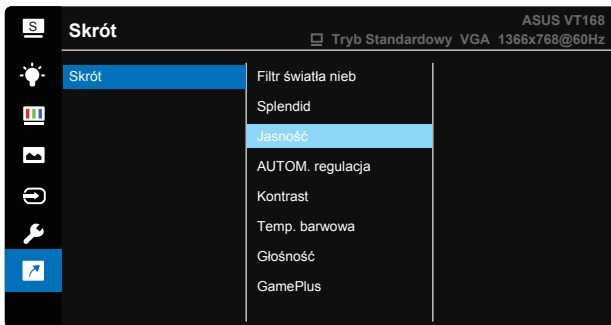 S
Skrót
ASUS VT168
Tryb Standardowy VGA 1366x768@60Hz
Skrót
Filtr światła nieb
Splendid
Jasność
AUTOM. regulacja
Kontrast
Temp. barwowa
Głośność
GamePlus